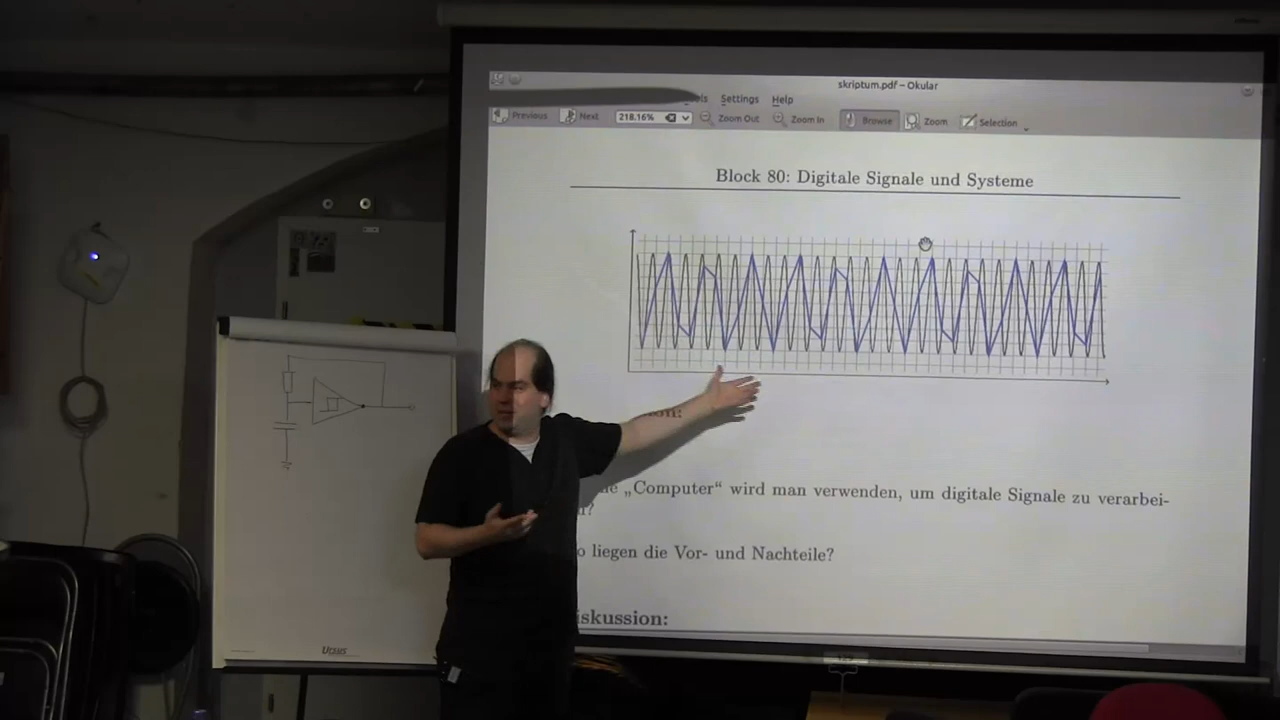 skriptum.pdf – Okular
Settings Help
Previous Next 218.16% Zoom Out Zoom In Browse Zoom Selection
Block 80: Digitale Signale und Systeme
„Computer“ wird man verwenden, um digitale Signale zu verarbei-
liegen die Vor- und Nachteile?
iskussion:
URSUS